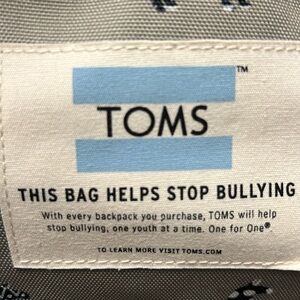 TOMS™
THIS BAG HELPS STOP BULLYING
With every backpack you purchase, TOMS will help
stop bullying, one youth at a time. One for One®
TO LEARN MORE VISIT TOMS.COM